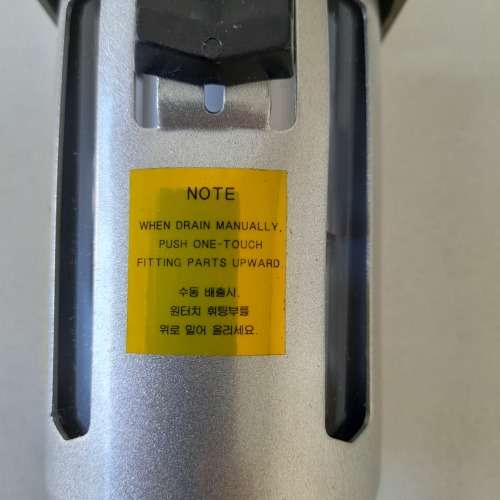 NOTE
WHEN DRAIN MANUALLY,
PUSH ONE-TOUCH
FITTING PARTS UPWARD.
수동 배출시,
원터치 휘팅부를
위로 밀어 올리세요.